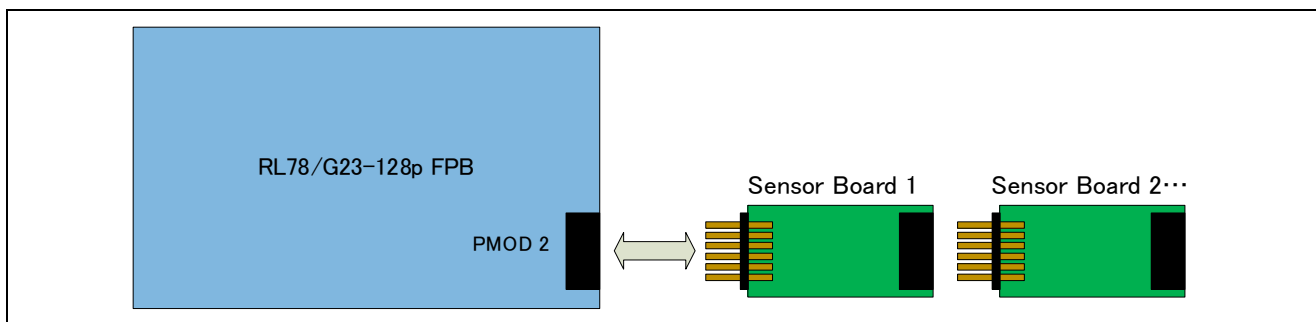 RL78/G23-128p FPB
Sensor Board 1
Sensor Board 2…
PMOD 2